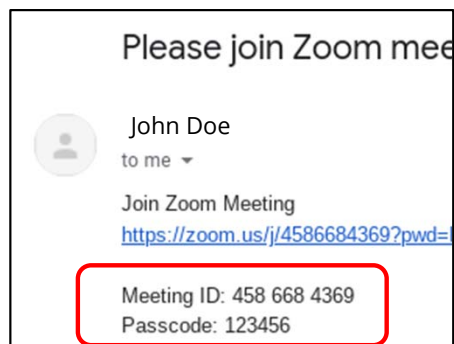 Please join Zoom
John Doe
to me
Join Zoom Meeting
https://zoom.us/j/4586684369?pwd=
Meeting ID: 458 668 4369
Passcode: 123456